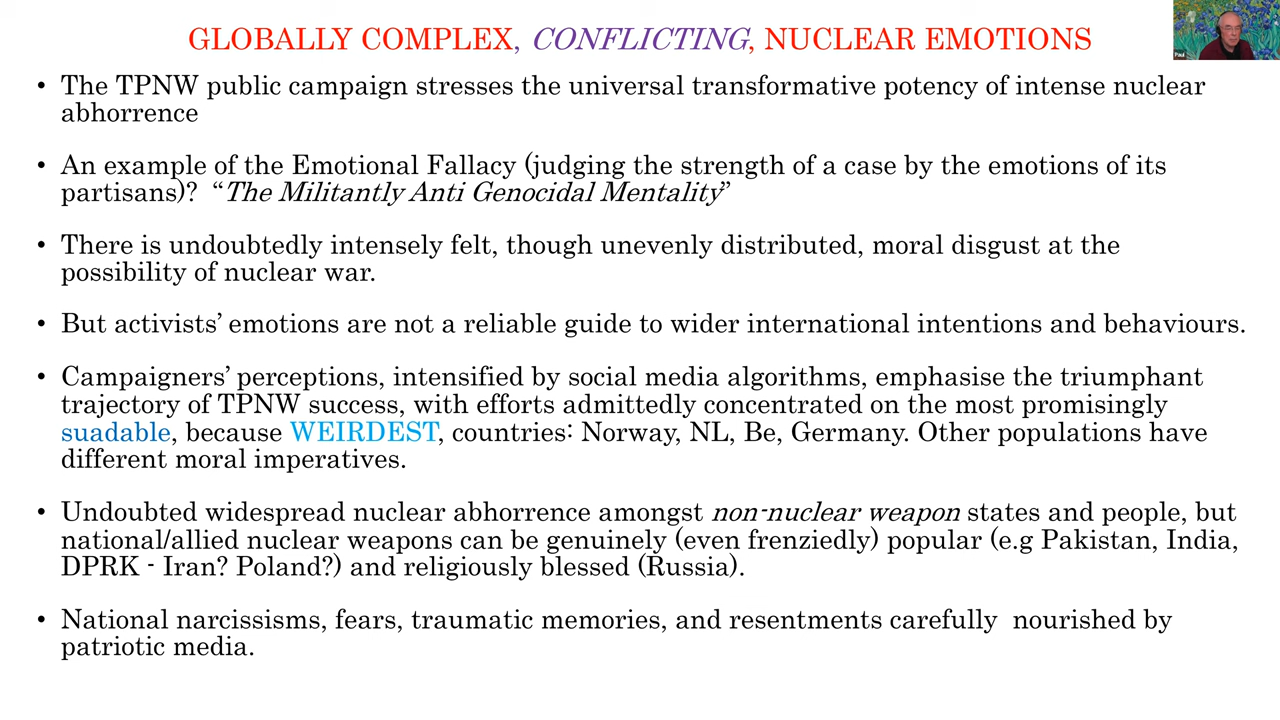 GLOBALLY COMPLEX, CONFLICTING, NUCLEAR EMOTIONS
Paul
• The TPNW public campaign stresses the universal transformative potency of intense nuclear
abhorrence
• An example of the Emotional Fallacy (judging the strength of a case by the emotions of its
partisans)? “The Militantly Anti Genocidal Mentality”
• There is undoubtedly intensely felt, though unevenly distributed, moral disgust at the
possibility of nuclear war.
• But activists’ emotions are not a reliable guide to wider international intentions and behaviours.
• Campaigners’ perceptions, intensified by social media algorithms, emphasise the triumphant
trajectory of TPNW success, with efforts admittedly concentrated on the most promisingly
suadable, because WEIRDEST, countries: Norway, NL, Be, Germany. Other populations have
different moral imperatives.
• Undoubted widespread nuclear abhorrence amongst non-nuclear weapon states and people, but
national/allied nuclear weapons can be genuinely (even frenziedly) popular (e.g Pakistan, India,
DPRK - Iran? Poland?) and religiously blessed (Russia).
• National narcissisms, fears, traumatic memories, and resentments carefully  nourished by
patriotic media.